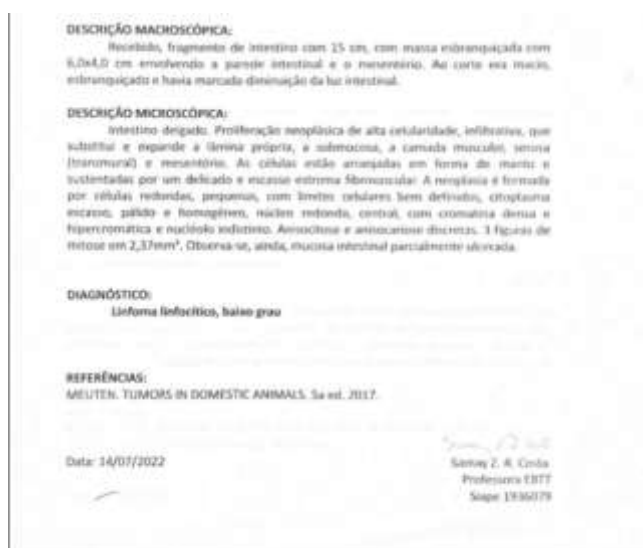 DESCRIÇÃO MACROSCÓPICA:
Recebido, fragmento de intestino com 15 cm, com massa esbranquiçada com
6,0x4,0 cm envolvendo a parede intestinal e o mesentério. Ao corte era macio,
esbranquiçado e havia marcada diminuição da luz intestinal.
DESCRIÇÃO MICROSCÓPICA:
Intestino delgado. Proliferação neoplásica de alta celularidade, infiltrativa, que
substitui e expande a lâmina própria, a submucosa, a camada muscular, serosa
(transmural) e mesentério. As células estão arranjadas em forma de manto e
sustentadas por um delicado e escasso estroma fibrovascular. A neoplasia é formada
por células redondas, pequenas, com limites celulares bem definidos, citoplasma
escasso, pálido e homogêneo, núcleo redondo, central, com cromatina densa e
hipercromática e nucléolo indistinto. Anisocitose e anisocariose discretas. 3 figuras de
mitose em 2,37mm². Observa-se, ainda, mucosa intestinal parcialmente ulcerada.
DIAGNÓSTICO:
Linfoma linfocítico, baixo grau
REFERÊNCIAS:
MEUTEN. TUMORS IN DOMESTIC ANIMALS. 5a ed. 2017.
Data: 14/07/2022
Samay Z. R. Costa
Professora EBTT
Siape 1936079